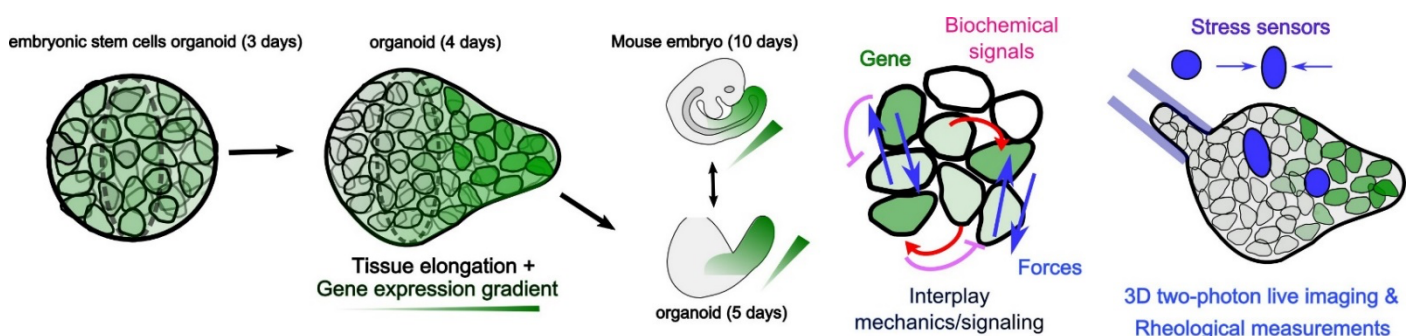 embryonic stem cells organoid (3 days)
organoid (4 days)
Tissue elongation +
Gene expression gradient
Mouse embryo (10 days)
organoid (5 days)
Biochemical
signals
Gene
Forces
Interplay
mechanics/signaling
Stress sensors
3D two-photon live imaging &
Rheological measurements